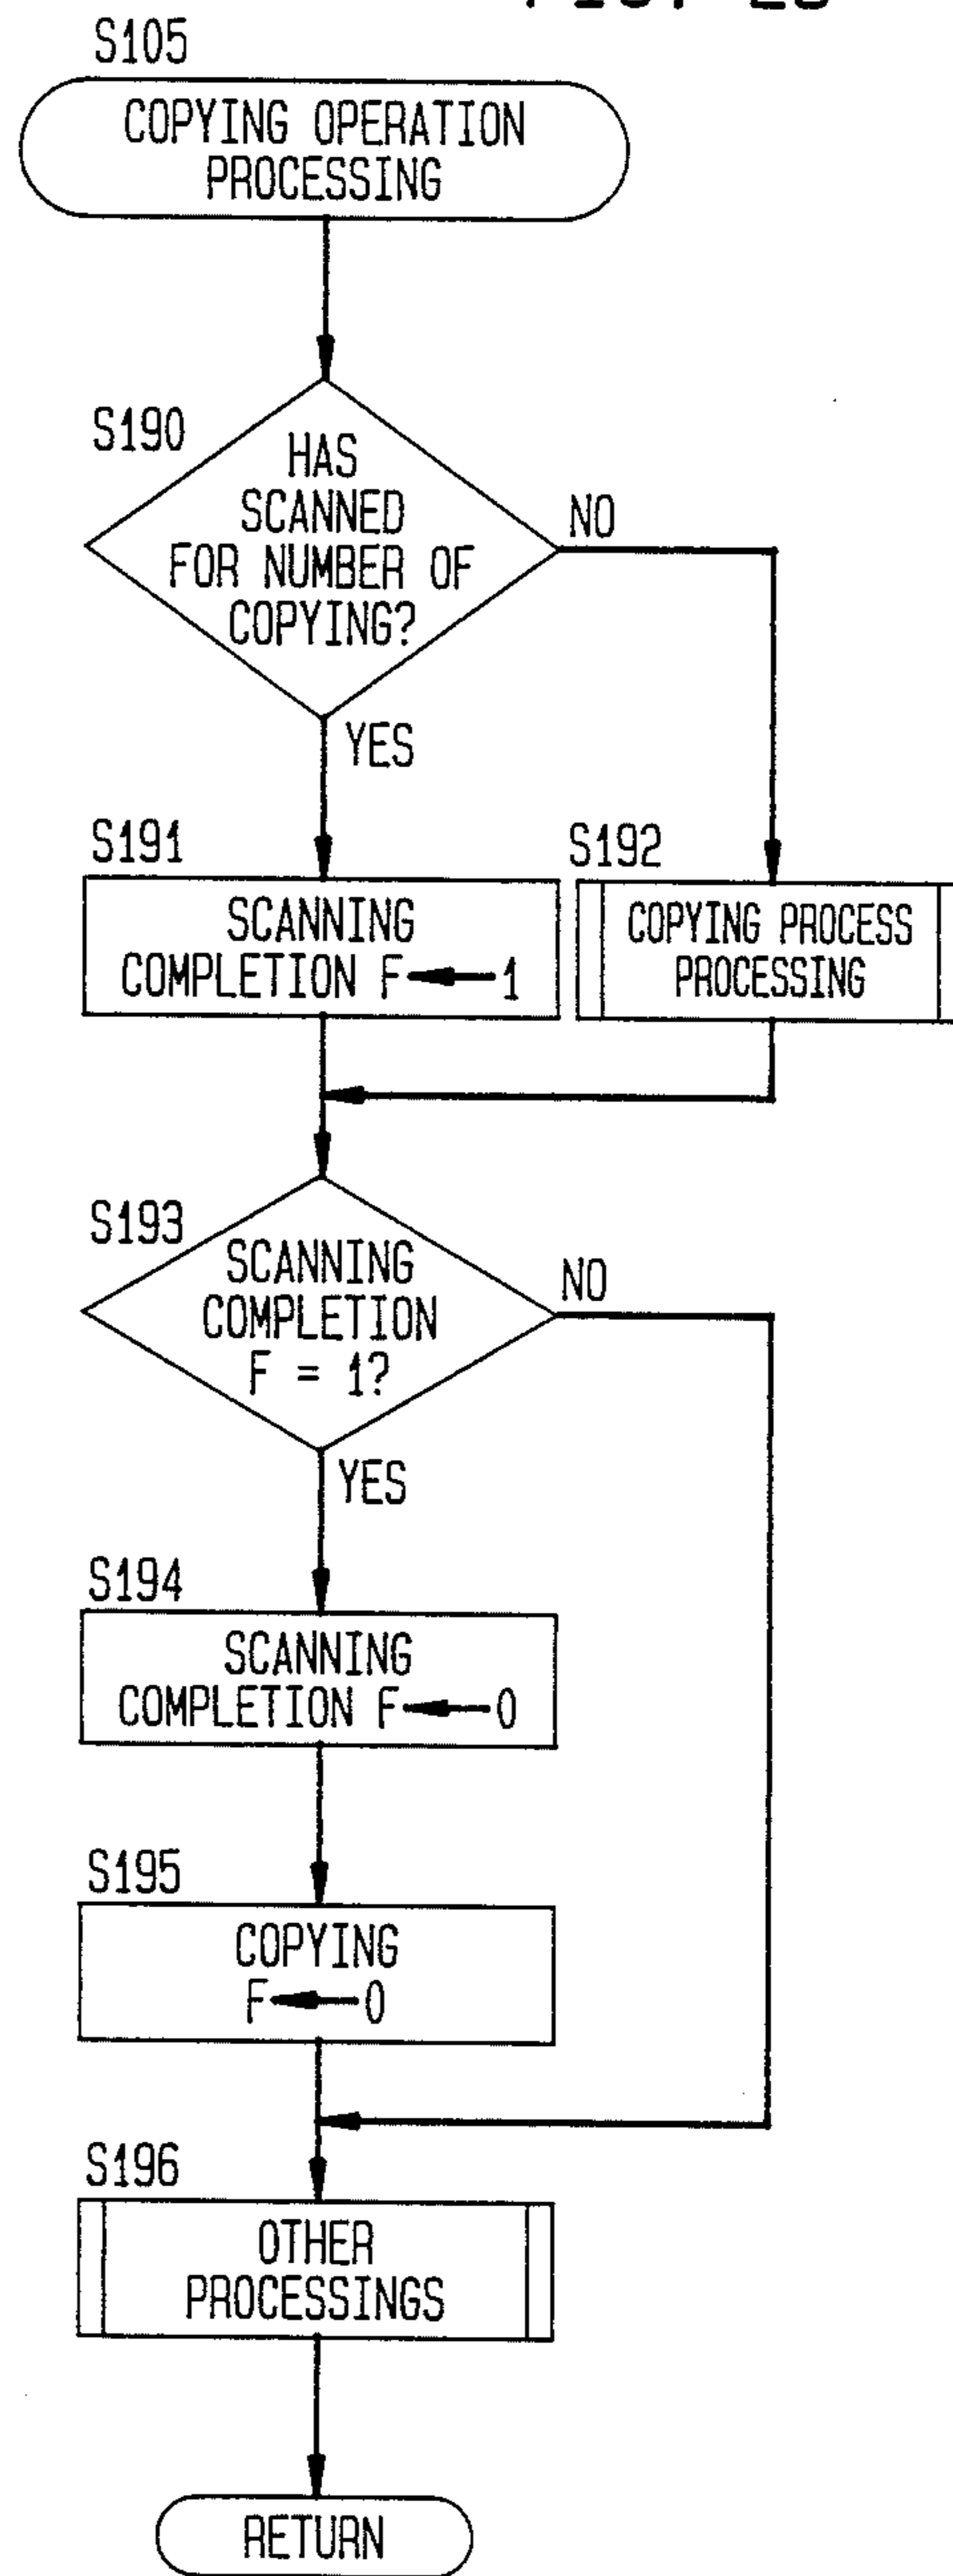 S105
COPYING OPERATION
PROCESSING
S190
HAS
SCANNED
FOR NUMBER OF
COPYING?
NO
YES
S191
SCANNING
COMPLETION F ← 1
S192
COPYING PROCESS
PROCESSING
S193
SCANNING
COMPLETION
F = 1?
NO
YES
S194
SCANNING
COMPLETION F ← 0
S195
COPYING
F ← 0
S196
OTHER
PROCESSINGS
RETURN